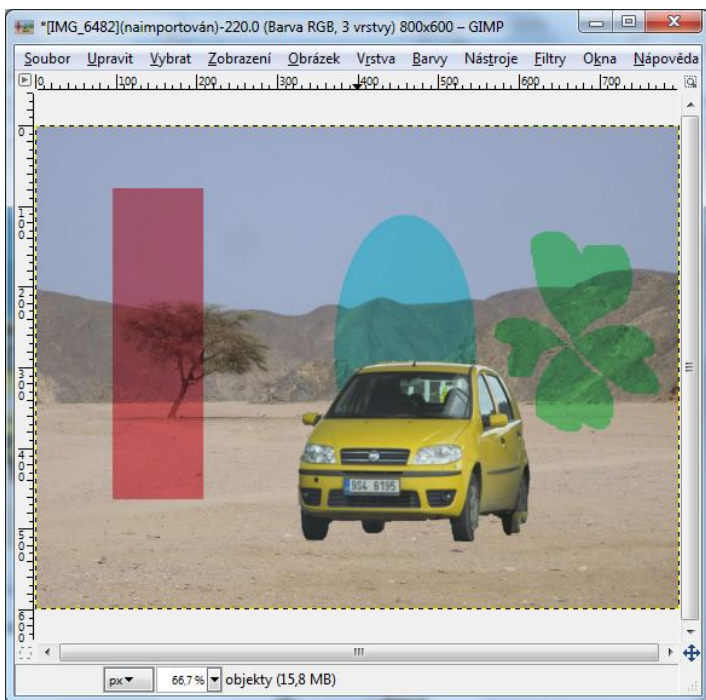 *[IMG_6482](naimportován)-220.0 (Barva RGB, 3 vrstvy) 800x600 – GIMP
Soubor Upravit Vybrat Zobrazení Obrázek Vrstva Barvy Nástroje Filtry Okna Nápověda
0 100 200 300 400 500 600 700
0
100
200
300
400
500
600
9S4 6195
px 66,7 % objekty (15,8 MB)